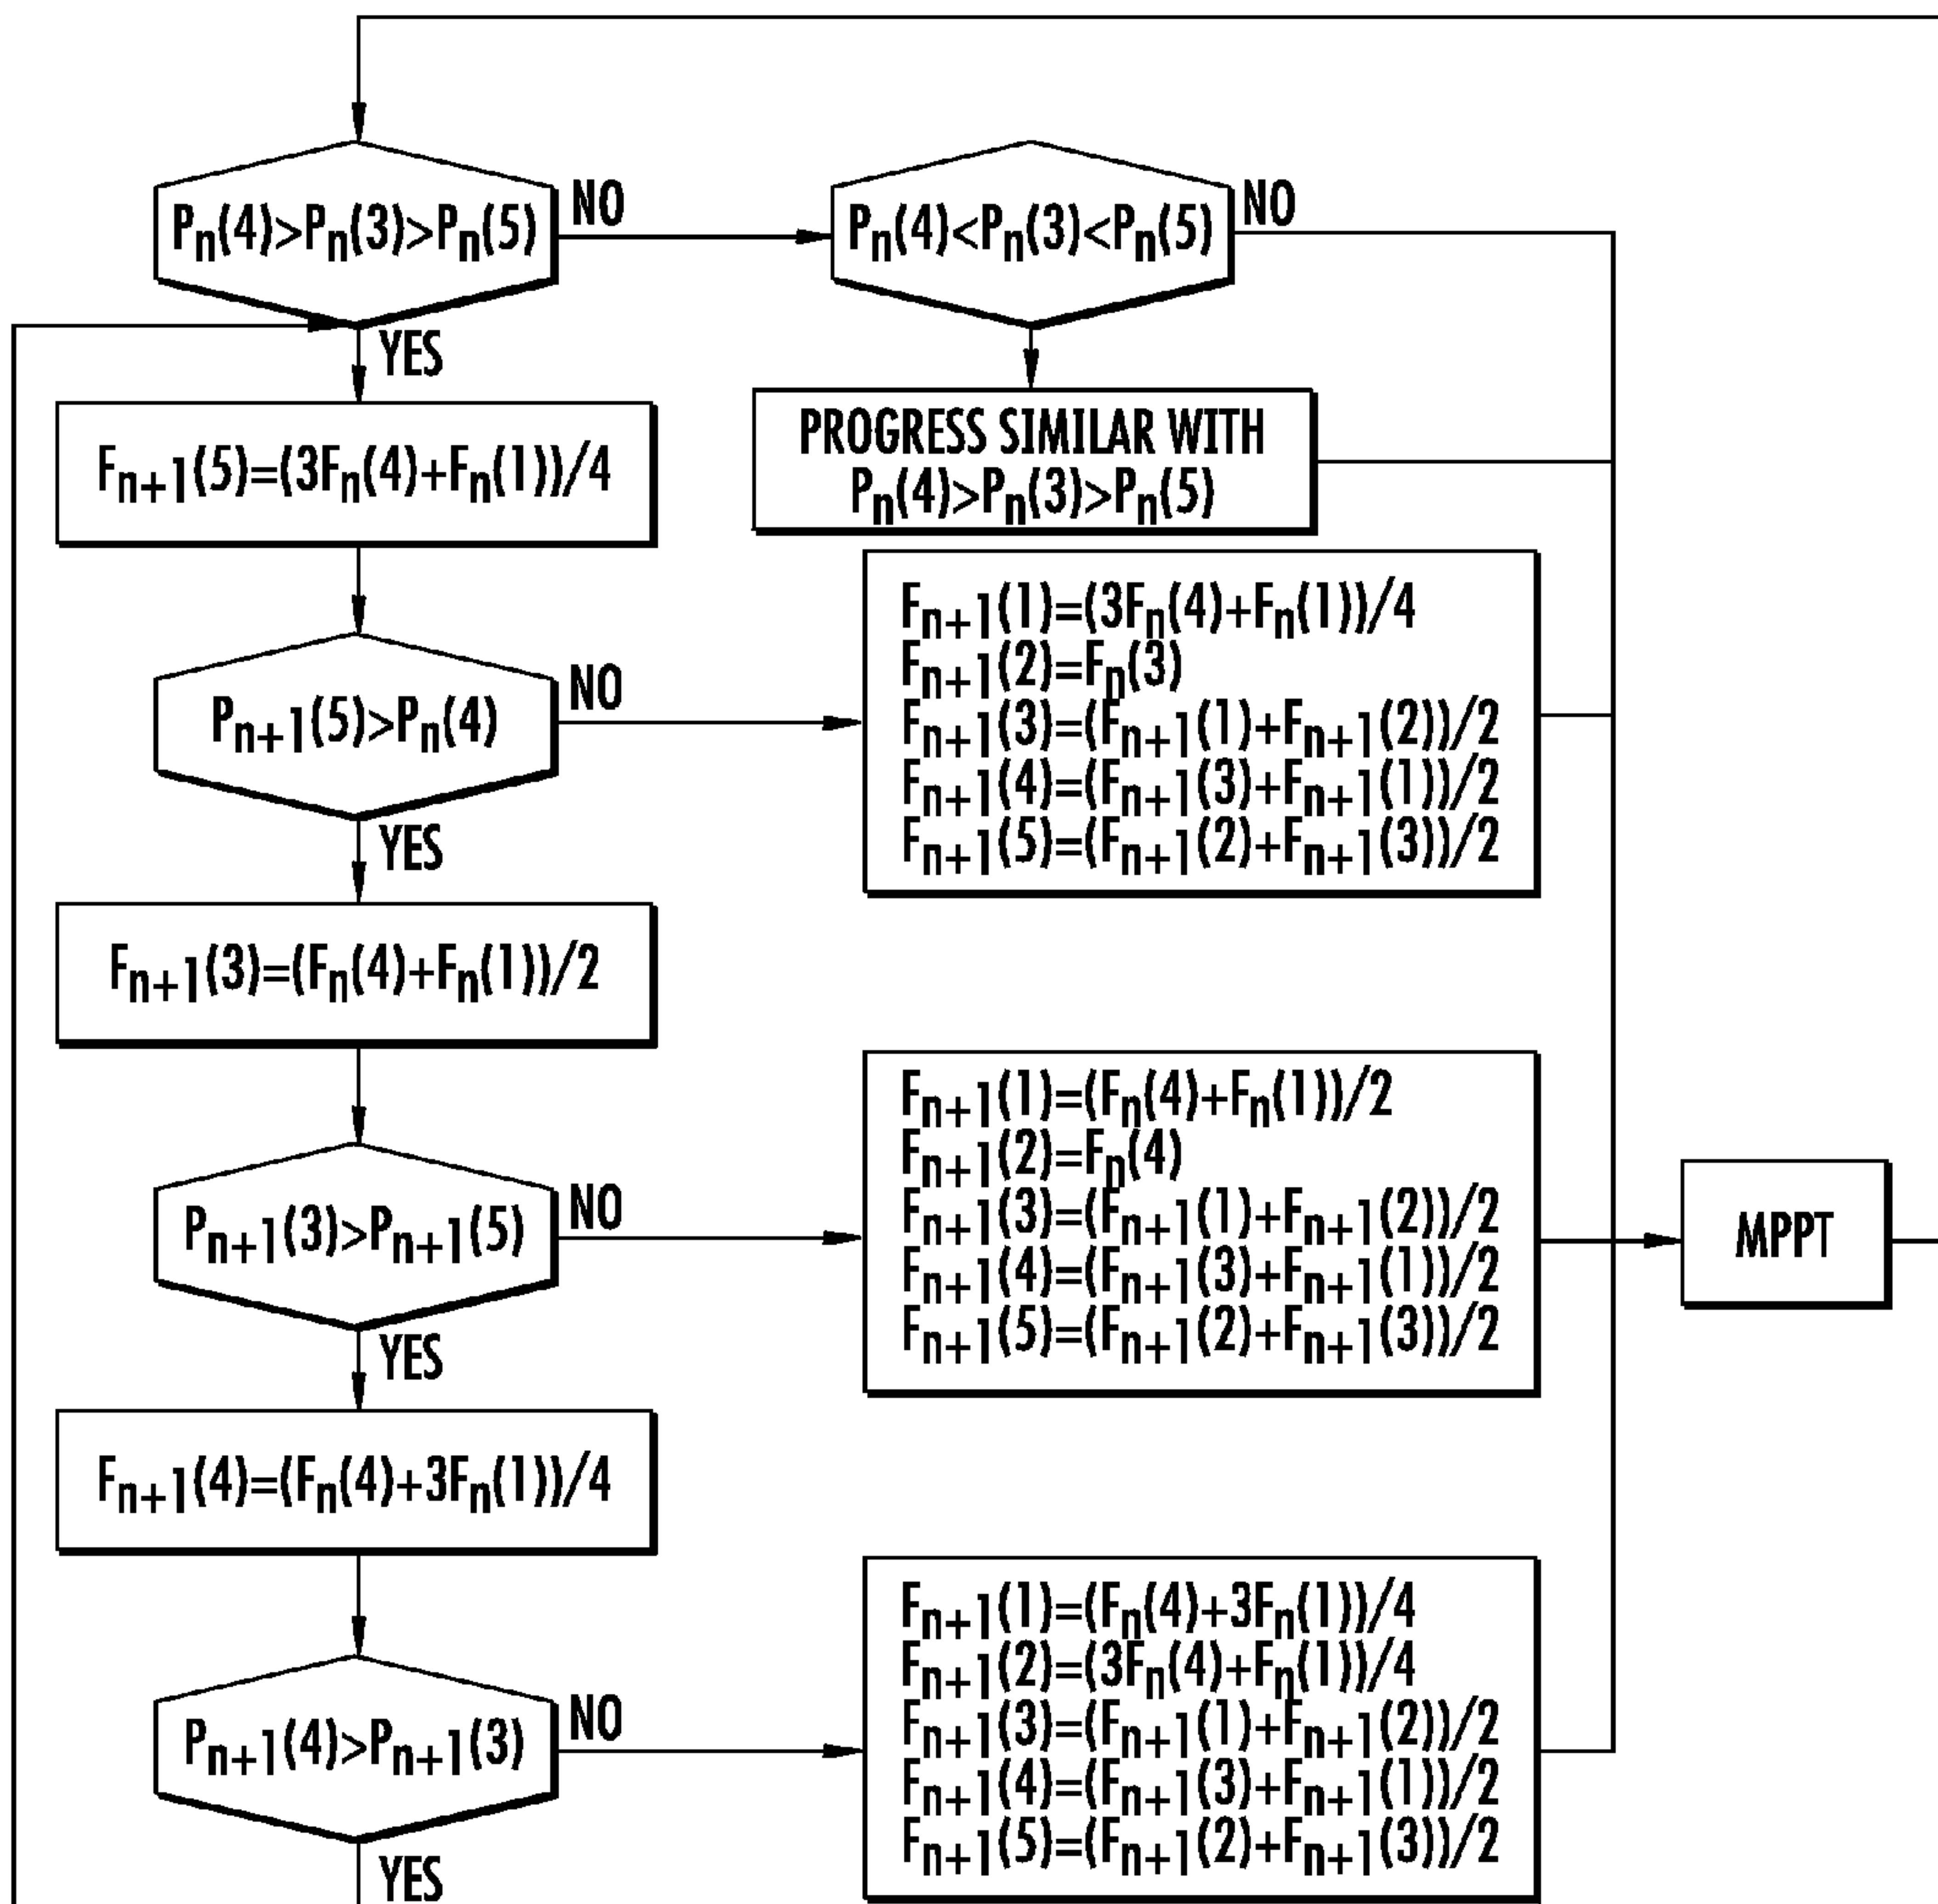 Pn(4)>Pn(3)>Pn(5)
NO
Pn(4)<Pn(3)<Pn(5)
NO
YES
Fn+1(5)=(3Fn(4)+Fn(1))/4
PROGRESS SIMILAR WITH
Pn(4)>Pn(3)>Pn(5)
Pn+1(5)>Pn(4)
NO
Fn+1(1)=(3Fn(4)+Fn(1))/4
Fn+1(2)=Fn(3)
Fn+1(3)=(Fn+1(1)+Fn+1(2))/2
Fn+1(4)=(Fn+1(3)+Fn+1(1))/2
Fn+1(5)=(Fn+1(2)+Fn+1(3))/2
YES
Fn+1(3)=(Fn(4)+Fn(1))/2
Pn+1(3)>Pn+1(5)
NO
Fn+1(1)=(Fn(4)+Fn(1))/2
Fn+1(2)=Fn(4)
Fn+1(3)=(Fn+1(1)+Fn+1(2))/2
Fn+1(4)=(Fn+1(3)+Fn+1(1))/2
Fn+1(5)=(Fn+1(2)+Fn+1(3))/2
MPPT
YES
Fn+1(4)=(Fn(4)+3Fn(1))/4
Pn+1(4)>Pn+1(3)
NO
Fn+1(1)=(Fn(4)+3Fn(1))/4
Fn+1(2)=(3Fn(4)+Fn(1))/4
Fn+1(3)=(Fn+1(1)+Fn+1(2))/2
Fn+1(4)=(Fn+1(3)+Fn+1(1))/2
Fn+1(5)=(Fn+1(2)+Fn+1(3))/2
YES